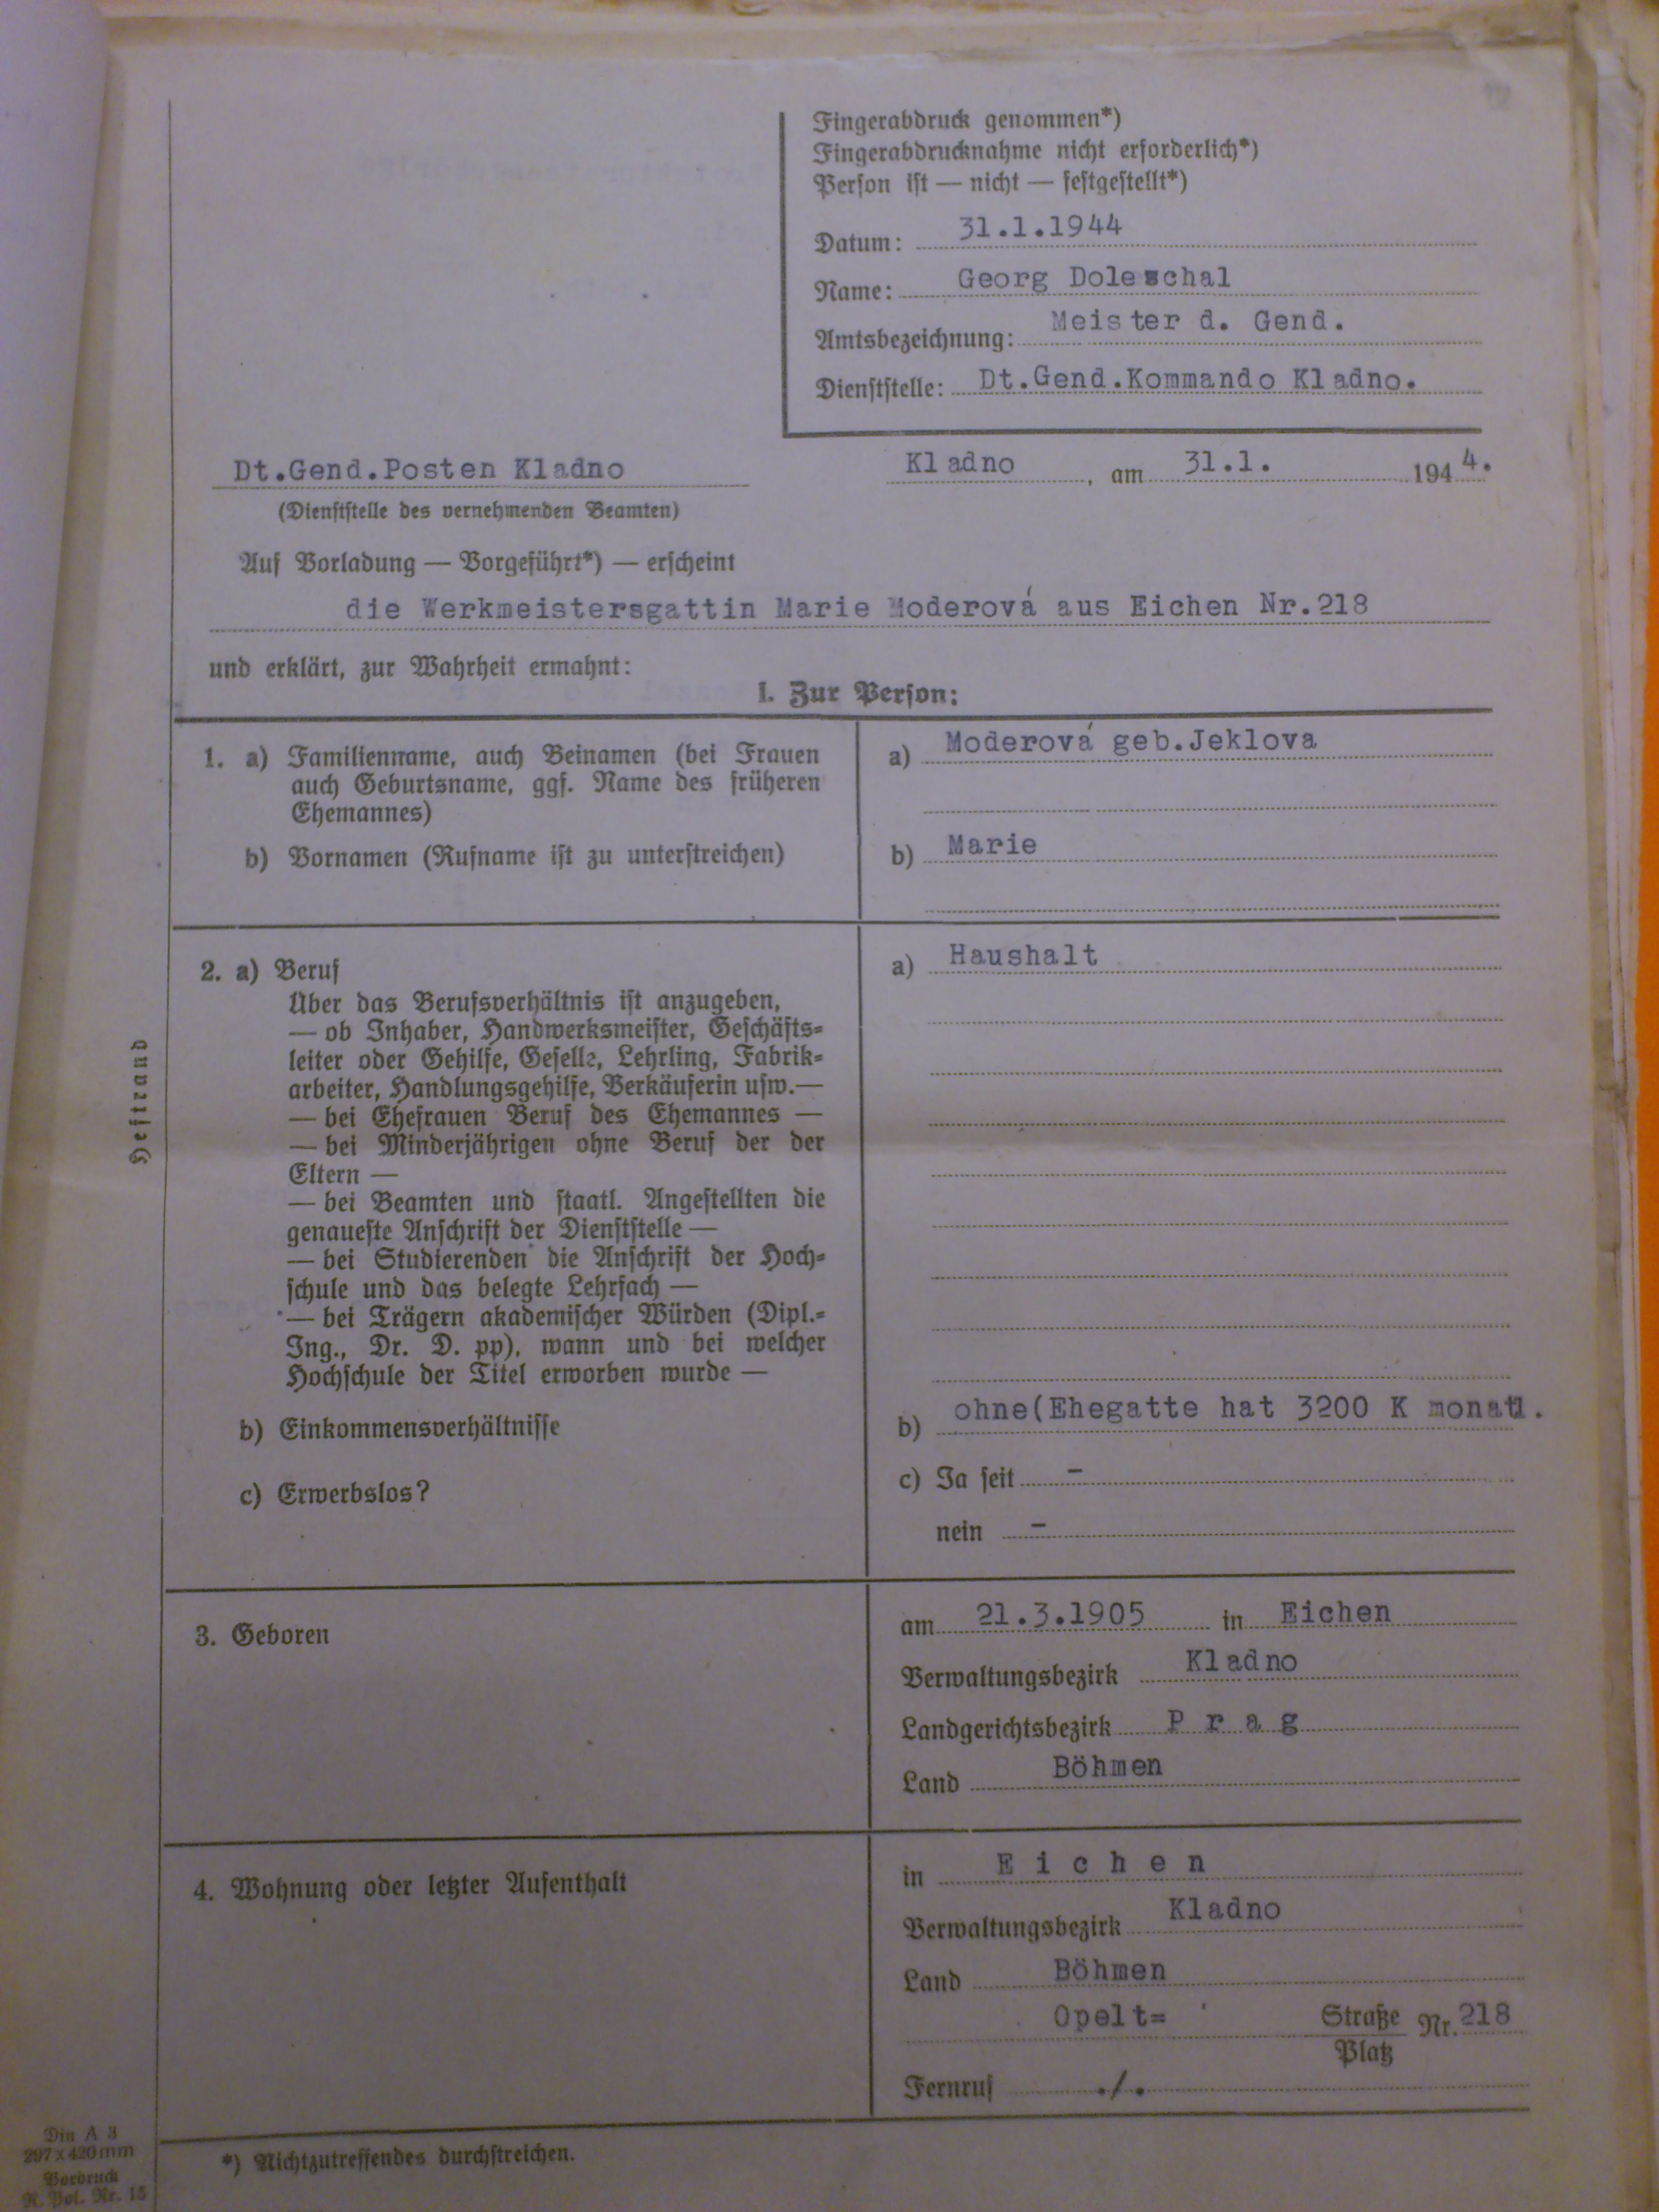 Fingerabdruck genommen*)
Fingerabdrucknahme nicht erforderlich*)
Person ist — nicht — festgestellt*)
Datum: 31.1.1944
Name: Georg Doleschal
Amtsbezeichnung: Meister d. Gend.
Dienststelle: Dt.Gend.Kommando Kladno.
Dt.Gend.Posten Kladno
Kladno, am 31.1. 1944.
(Dienststelle des vernehmenden Beamten)
Auf Vorladung — Vorgeführt*) — erscheint
die Werkmeistersgattin Marie Moderová aus Eichen Nr.218
und erklärt, zur Wahrheit ermahnt:
I. Zur Person:
1. a) Familienname, auch Beinamen (bei Frauen
auch Geburtsname, ggf. Name des früheren
Ehemannes)
a) Moderová geb.Jeklova
b) Vornamen (Rufname ist zu unterstreichen)
b) Marie
2. a) Beruf
a) Haushalt
Über das Berufsverhältnis ist anzugeben,
— ob Inhaber, Handwerksmeister, Geschäfts-
leiter oder Gehilfe, Geselle, Lehrling, Fabrik-
arbeiter, Handlungsgehilfe, Verkäuferin usw.—
— bei Ehefrauen Beruf des Ehemannes —
— bei Minderjährigen ohne Beruf der der
Eltern —
— bei Beamten und staatl. Angestellten die
genaueste Anschrift der Dienststelle —
— bei Studierenden die Anschrift der Hoch-
schule und das belegte Lehrfach —
— bei Trägern akademischer Würden (Dipl.-
Ing., Dr. D. pp), wann und bei welcher
Hochschule der Titel erworben wurde —
b) Einkommensverhältnisse
b) ohne(Ehegatte hat 3200 K monatl.
c) Erwerbslos?
c) Ja seit —
nein —
3. Geboren
am 21.3.1905 in Eichen
Verwaltungsbezirk Kladno
Landgerichtsbezirk P r a g
Land Böhmen
4. Wohnung oder letzter Aufenthalt
in E i c h e n
Verwaltungsbezirk Kladno
Land Böhmen
Opelt= Straße Nr. 218
Platz
Fernruf ./.
*) Nichtzutreffendes durchstreichen.
Heftrand
Din A 3
297 x 420 mm
Vordruck
R. Pol. Nr. 15